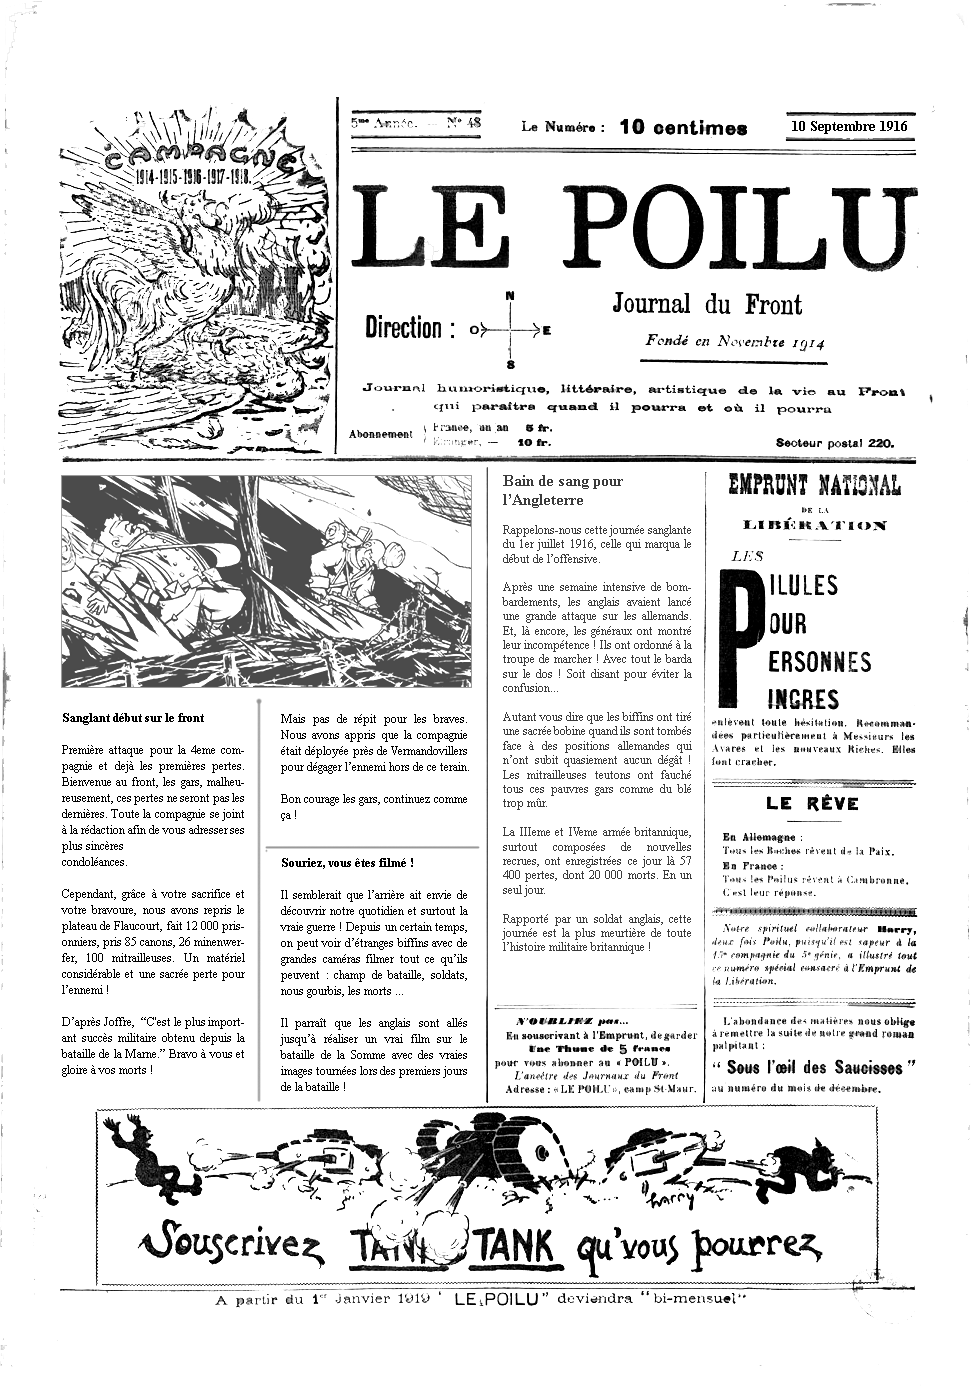 CAMPAGNE
1914-1915-1916-1917-1918.
5me Année. — No 48
Le Numéro : 10 centimes
10 Septembre 1916
LE POILU
Direction :
N
O
E
S
Journal du Front
Fondé en Novembre 1914
Journal humoristique, littéraire, artistique de la vie au Front
qui paraîtra quand il pourra et où il pourra
Abonnement
France, un an 5 fr.
Etranger, — 10 fr.
Secteur postal 220.
Sanglant début sur le front
Première attaque pour la 4eme com-
pagnie et dejà les premières pertes.
Bienvenue au front, les gars, malheu-
reusement, ces pertes ne seront pas les
dernières. Toute la compagnie se joint
à la rédaction afin de vous adresser ses
plus sincères
condoléances.
Cependant, grâce à votre sacrifice et
votre bravoure, nous avons repris le
plateau de Flaucourt, fait 12 000 pris-
onniers, pris 85 canons, 26 minenwer-
fer, 100 mitrailleuses. Un matériel
considérable et une sacrée perte pour
l'ennemi !
D'après Joffre, "C'est le plus import-
ant succès militaire obtenu depuis la
bataille de la Marne." Bravo à vous et
gloire à vos morts !
Mais pas de répit pour les braves.
Nous avons appris que la compagnie
était déployée près de Vermandovillers
pour dégager l'ennemi hors de ce terain.
Bon courage les gars, continuez comme
ça !
Souriez, vous êtes filmé !
Il semblerait que l'arrière ait envie de
découvrir notre quotidien et surtout la
vraie guerre ! Depuis un certain temps,
on peut voir d'étranges biffins avec de
grandes caméras filmer tout ce qu'ils
peuvent : champ de bataille, soldats,
nous gourbis, les morts ...
Il parraît que les anglais sont allés
jusqu'à réaliser un vrai film sur le
bataille de la Somme avec des vraies
images tournées lors des premiers jours
de la bataille !
Bain de sang pour
l'Angleterre
Rappelons-nous cette journée sanglante
du 1er juillet 1916, celle qui marqua le
début de l'offensive.
Après une semaine intensive de bom-
bardements, les anglais avaient lancé
une grande attaque sur les allemands.
Et, là encore, les généraux ont montré
leur incompétence ! Ils ont ordonné à la
troupe de marcher ! Avec tout le barda
sur le dos ! Soit disant pour éviter la
confusion...
Autant vous dire que les biffins ont tiré
une sacrée bobine quand ils sont tombés
face à des positions allemandes qui
n'ont subit quasiement aucun dégât !
Les mitrailleuses teutons ont fauché
tous ces pauvres gars comme du blé
trop mûr.
La IIIeme et IVeme armée britannique,
surtout composées de nouvelles
recrues, ont enregistrées ce jour là 57
400 pertes, dont 20 000 morts. En un
seul jour.
Rapporté par un soldat anglais, cette
journée est la plus meurtière de toute
l'histoire militaire britannique !
N'OUBLIEZ pas...
En souscrivant à l'Emprunt, de garder
Une Thune de 5 francs
pour vous abonner au « POILU ».
L'ancêtre des Journaux du Front
Adresse : « LE POILU », camp St-Maur.
EMPRUNT NATIONAL
DE LA
LIBÉRATION
LES
PILULES
POUR
PERSONNES
PINGRES
enlèvent toute hésitation. Recomman-
dées particulièrement à Messieurs les
Avares et les nouveaux Riches. Elles
font cracher.
LE RÊVE
En Allemagne :
Tous les Boches rêvent de la Paix.
En France :
Tous les Poilus rêvent à Cambronne.
C'est leur réponse.
Notre spirituel collaborateur Harry,
deux fois Poilu, puisqu'il est sapeur à la
compagnie du 5e génie, a illustré tout
ce numéro spécial consacré à l'Emprunt de
la Libération.
L'abondance des matières nous oblige
à remettre la suite de notre grand roman
palpitant :
" Sous l'œil des Saucisses "
au numéro du mois de décembre.
Harry
Souscrivez TANK TANK qu'vous pourrez
A partir du 1er Janvier 1919 " LE POILU " deviendra "bi-mensuel"